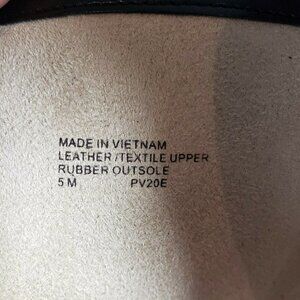 MADE IN VIETNAM
LEATHER/TEXTILE UPPER
RUBBER OUTSOLE
5 M PV20E